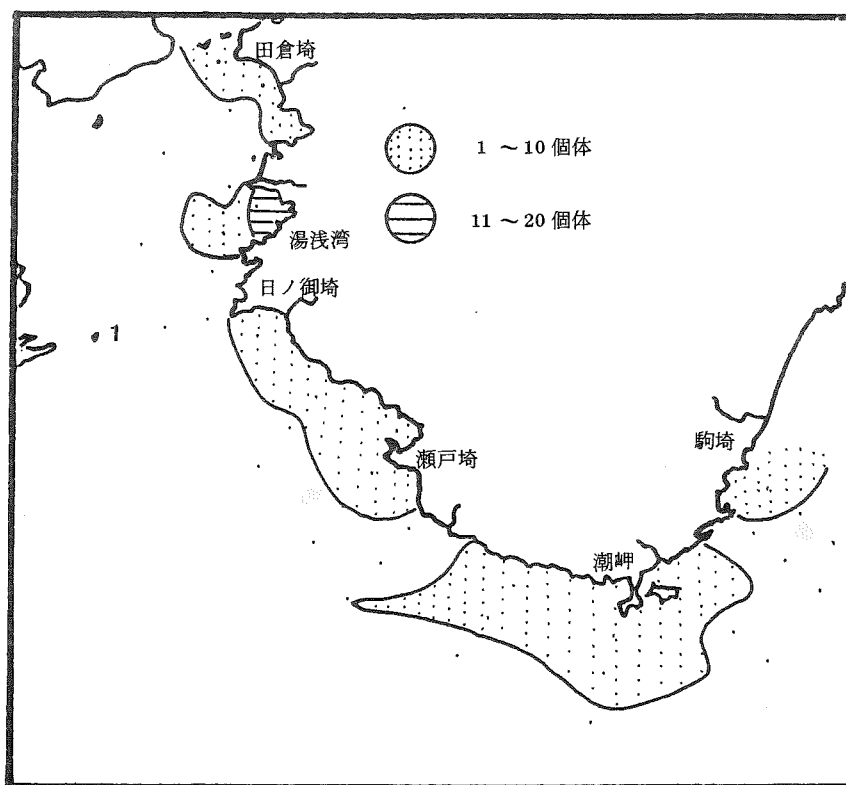 田倉埼
1 ～10 個体
11 ～20 個体
湯浅湾
日ノ御埼
1
駒埼
瀬戸埼
潮岬